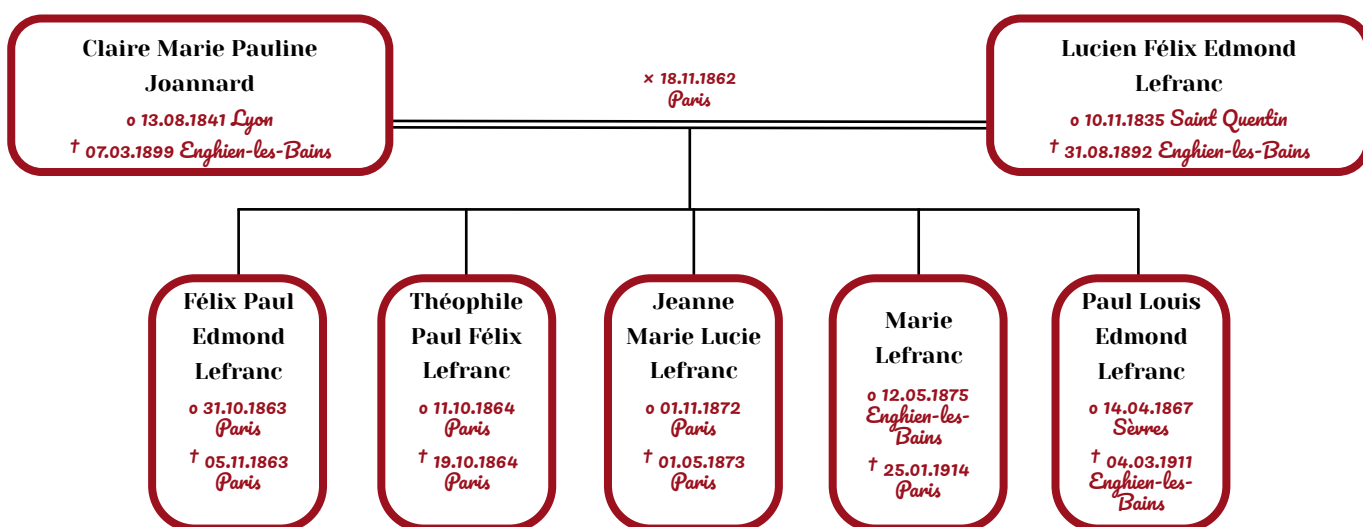 Claire Marie Pauline
Joannard
o 13.08.1841 Lyon
† 07.03.1899 Enghien-les-Bains
× 18.11.1862
Paris
Lucien Félix Edmond
Lefranc
o 10.11.1835 Saint Quentin
† 31.08.1892 Enghien-les-Bains
Félix Paul
Edmond
Lefranc
o 31.10.1863
Paris
† 05.11.1863
Paris
Théophile
Paul Félix
Lefranc
o 11.10.1864
Paris
† 19.10.1864
Paris
Jeanne
Marie Lucie
Lefranc
o 01.11.1872
Paris
† 01.05.1873
Paris
Marie
Lefranc
o 12.05.1875
Enghien-les-
Bains
† 25.01.1914
Paris
Paul Louis
Edmond
Lefranc
o 14.04.1867
Sèvres
† 04.03.1911
Enghien-les-
Bains